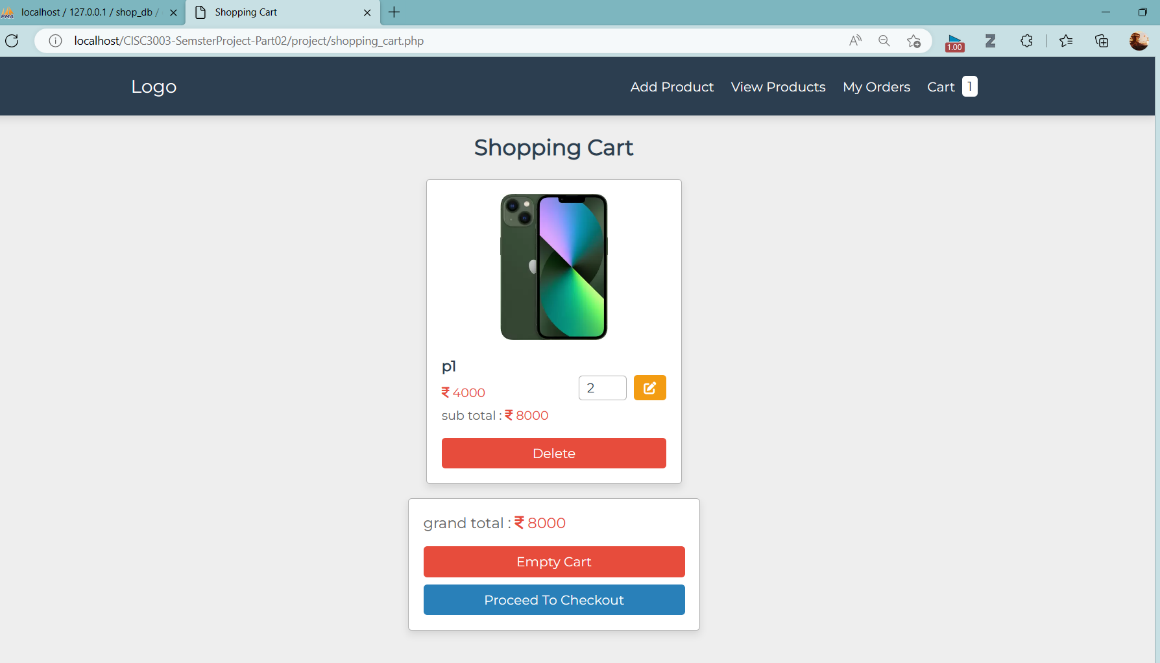 localhost / 127.0.0.1 / shop_db /
Shopping Cart
localhost/CISC3003-SemsterProject-Part02/project/shopping_cart.php
1.00
Logo
Add Product View Products My Orders Cart 1
Shopping Cart
p1
₹ 4000
2
sub total : ₹ 8000
Delete
grand total : ₹ 8000
Empty Cart
Proceed To Checkout